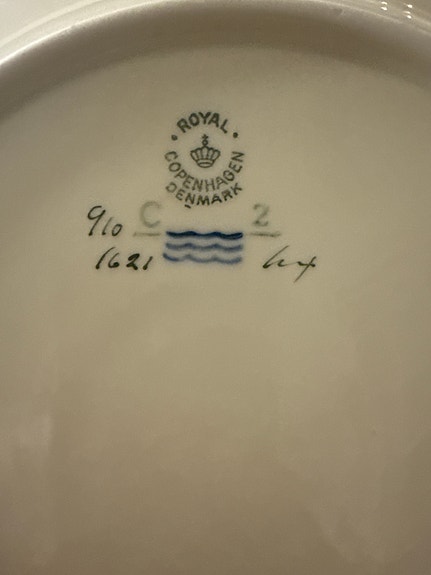 ROYAL
COPENHAGEN
DENMARK
910 C 2
1621